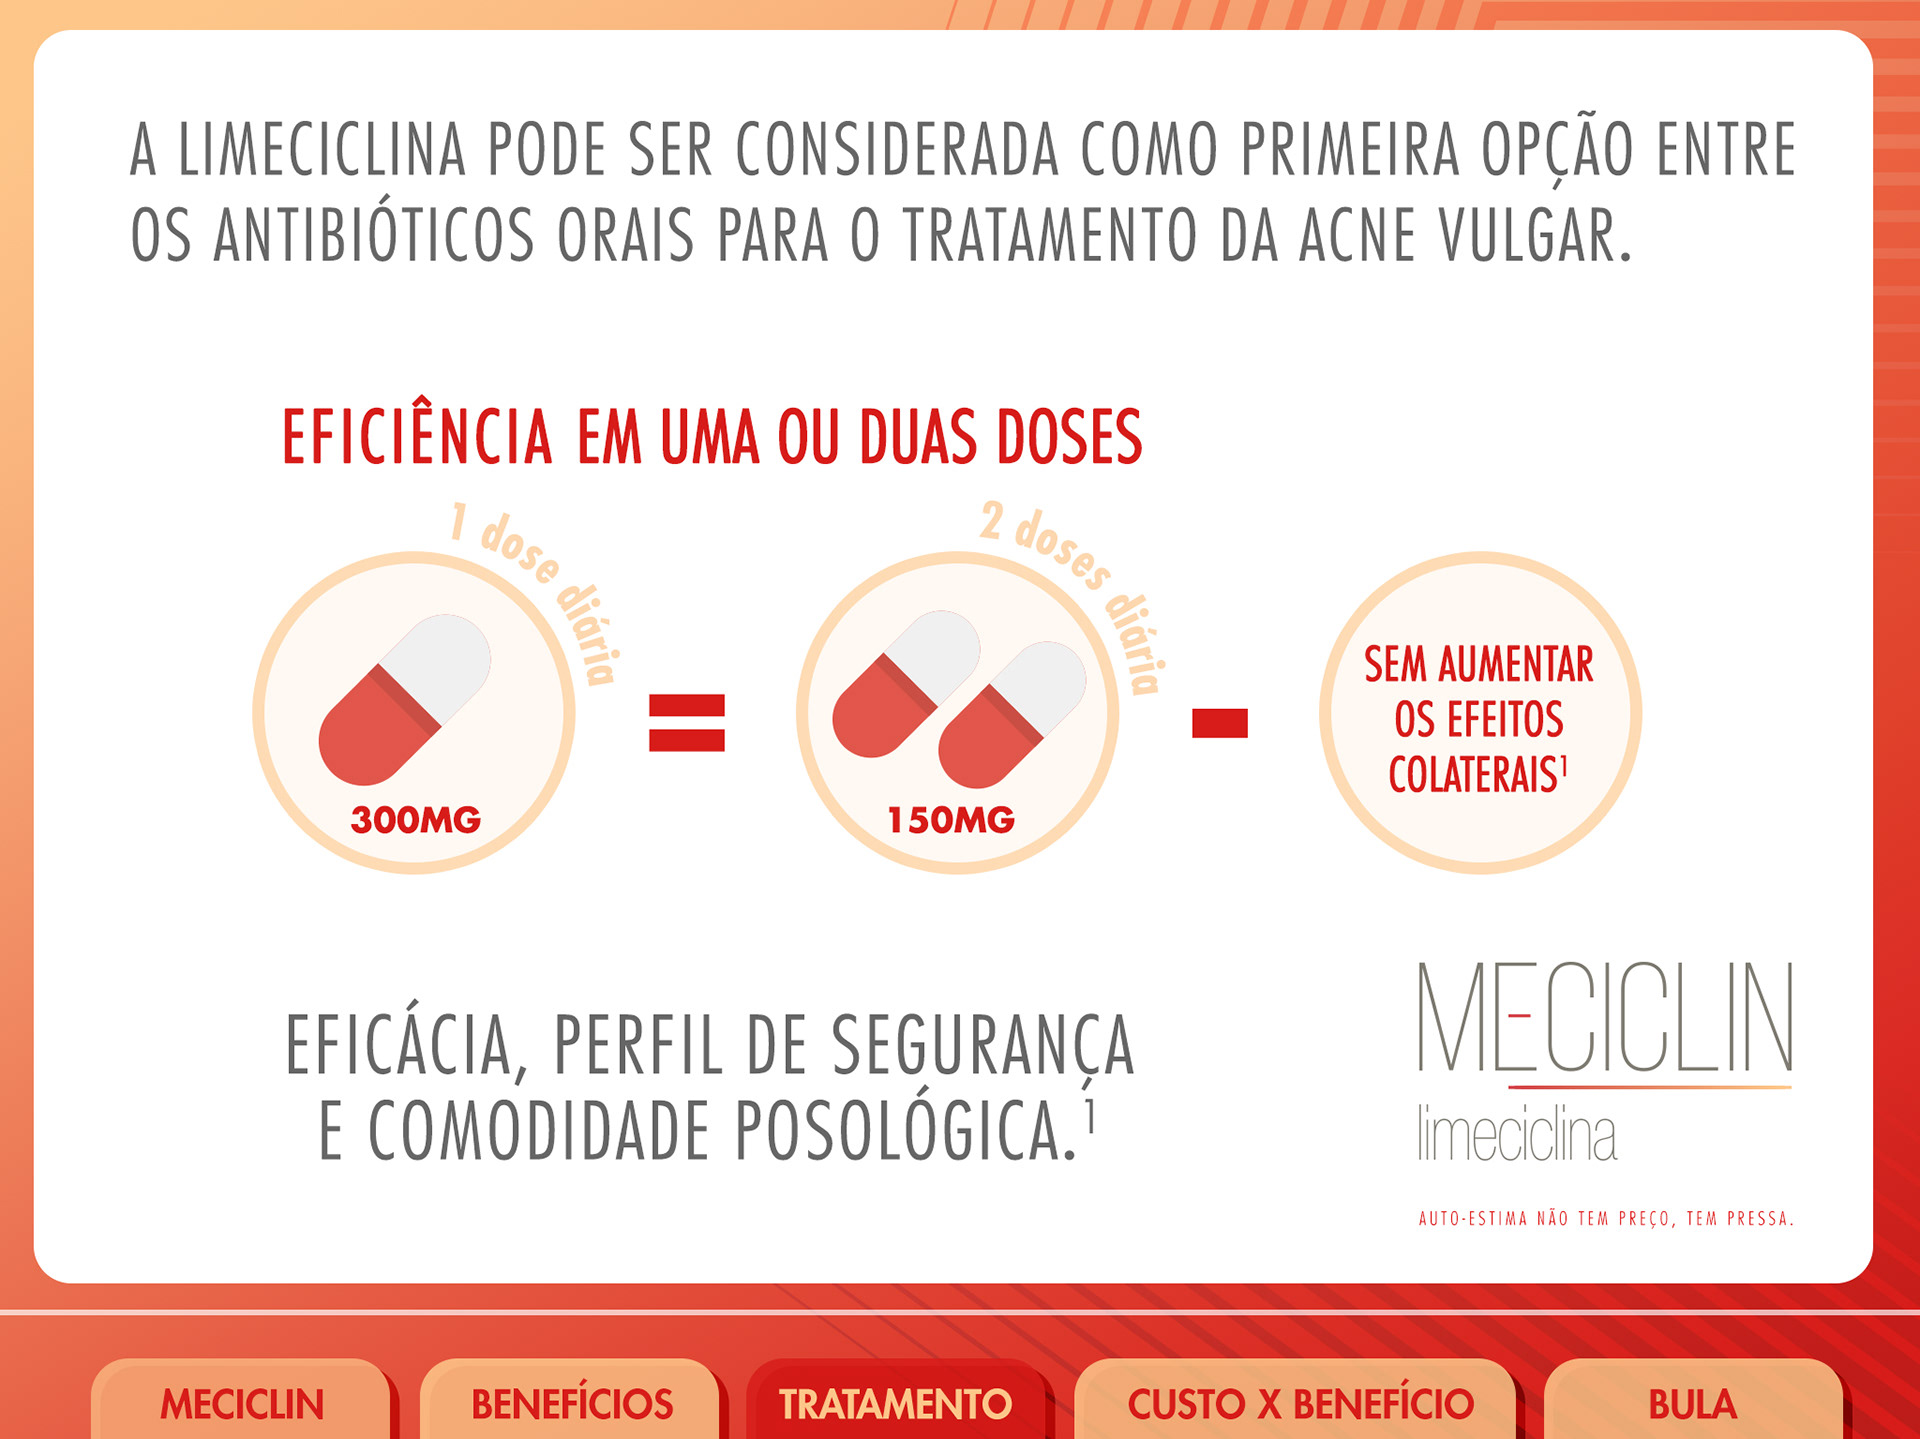 A LIMECICLINA PODE SER CONSIDERADA COMO PRIMEIRA OPÇÃO ENTRE
OS ANTIBIÓTICOS ORAIS PARA O TRATAMENTO DA ACNE VULGAR.
EFICIÊNCIA EM UMA OU DUAS DOSES
1 dose diária
300MG
=
2 doses diária
150MG
-
SEM AUMENTAR
OS EFEITOS
COLATERAIS¹
EFICÁCIA, PERFIL DE SEGURANÇA
E COMODIDADE POSOLÓGICA.¹
MECICLIN
limeciclina
AUTO-ESTIMA NÃO TEM PREÇO, TEM PRESSA.
MECICLIN
BENEFÍCIOS
TRATAMENTO
CUSTO X BENEFÍCIO
BULA